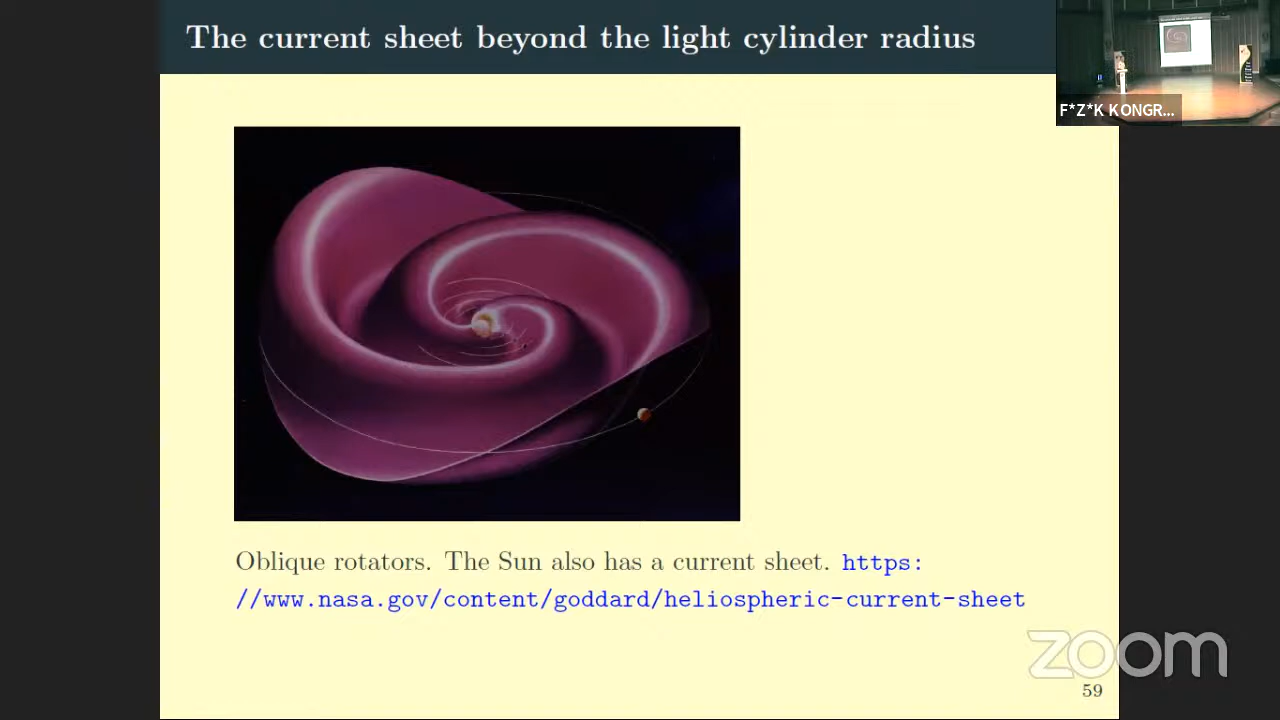 The current sheet beyond the light cylinder radius
F*Z*K KONGR...
Oblique rotators. The Sun also has a current sheet. https:
//www.nasa.gov/content/goddard/heliospheric-current-sheet
zoom
59